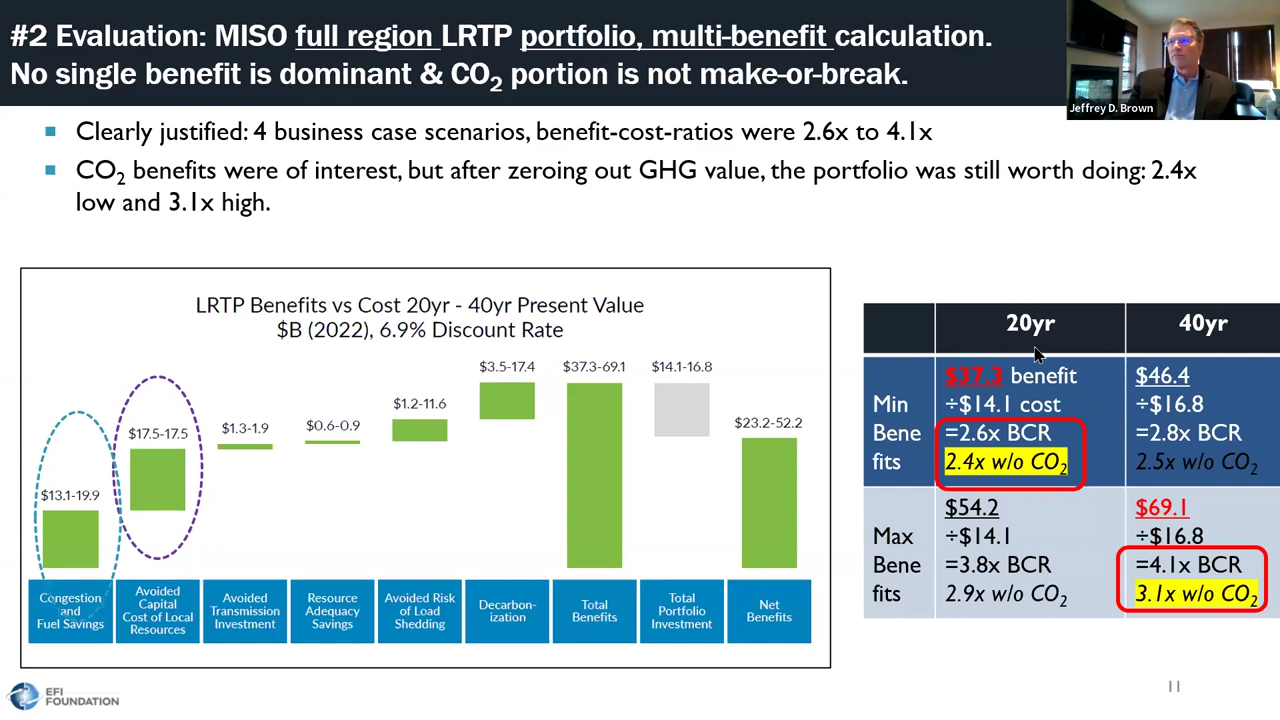 #2 Evaluation: MISO full region LRTP portfolio, multi-benefit calculation.
No single benefit is dominant & CO₂ portion is not make-or-break.
Jeffrey D. Brown
Clearly justified: 4 business case scenarios, benefit-cost-ratios were 2.6x to 4.1x
CO₂ benefits were of interest, but after zeroing out GHG value, the portfolio was still worth doing: 2.4x
low and 3.1x high.
LRTP Benefits vs Cost 20yr - 40yr Present Value
$B (2022), 6.9% Discount Rate
$13.1-19.9
$17.5-17.5
$1.3-1.9
$0.6-0.9
$1.2-11.6
$3.5-17.4
$37.3-69.1
$14.1-16.8
$23.2-52.2
Congestion
and
Fuel Savings
Avoided
Capital
Cost of Local
Resources
Avoided
Transmission
Investment
Resource
Adequacy
Savings
Avoided Risk
of Load
Shedding
Decarbon-
ization
Total
Benefits
Total
Portfolio
Investment
Net
Benefits
20yr
40yr
Min
Bene
fits
$37.3 benefit
÷$14.1 cost
=2.6x BCR
2.4x w/o CO₂
$46.4
÷$16.8
=2.8x BCR
2.5x w/o CO₂
Max
Bene
fits
$54.2
÷$14.1
=3.8x BCR
2.9x w/o CO₂
$69.1
÷$16.8
=4.1x BCR
3.1x w/o CO₂
EFI
FOUNDATION
11